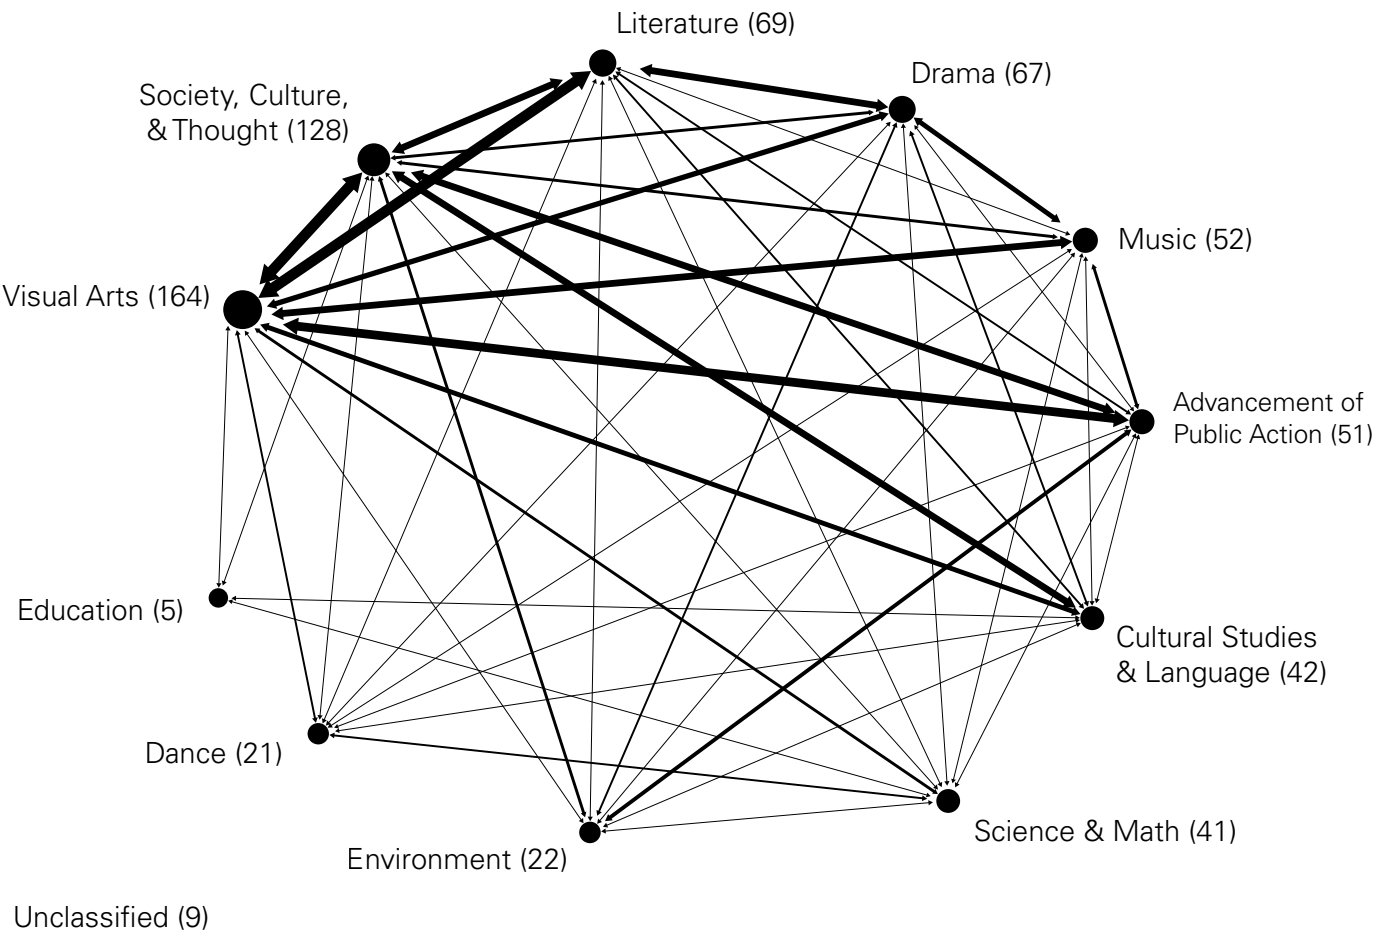 Literature (69)
Drama (67)
Society, Culture,
& Thought (128)
Music (52)
Visual Arts (164)
Advancement of
Public Action (51)
Education (5)
Cultural Studies
& Language (42)
Dance (21)
Science & Math (41)
Environment (22)
Unclassified (9)